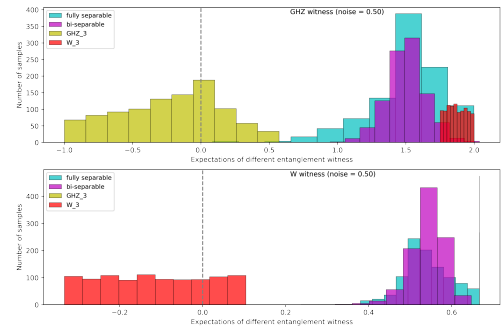 GHZ witness (noise = 0.50)
fully separable
bi-separable
GHZ_3
W_3
Number of samples
400
350
300
250
200
150
100
50
0
−1.0 −0.5 0.0 0.5 1.0 1.5 2.0
Expectations of different entanglement witness
W witness (noise = 0.50)
fully separable
bi-separable
GHZ_3
W_3
Number of samples
400
300
200
100
0
−0.2 0.0 0.2 0.4 0.6
Expectations of different entanglement witness